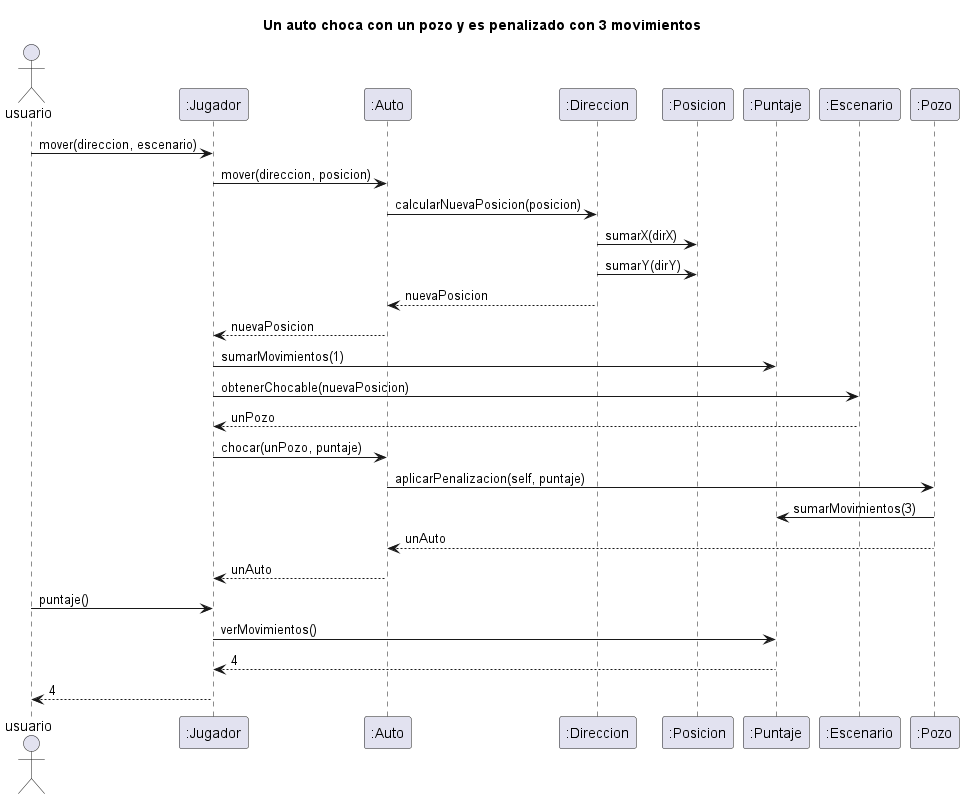 Un auto choca con un pozo y es penalizado con 3 movimientos
usuario
:Jugador
:Auto
:Direccion
:Posicion
:Puntaje
:Escenario
:Pozo
mover(direccion, escenario)
mover(direccion, posicion)
calcularNuevaPosicion(posicion)
sumarX(dirX)
sumarY(dirY)
nuevaPosicion
nuevaPosicion
sumarMovimientos(1)
obtenerChocable(nuevaPosicion)
unPozo
chocar(unPozo, puntaje)
aplicarPenalizacion(self, puntaje)
sumarMovimientos(3)
unAuto
unAuto
puntaje()
verMovimientos()
4
4
usuario
:Jugador
:Auto
:Direccion
:Posicion
:Puntaje
:Escenario
:Pozo